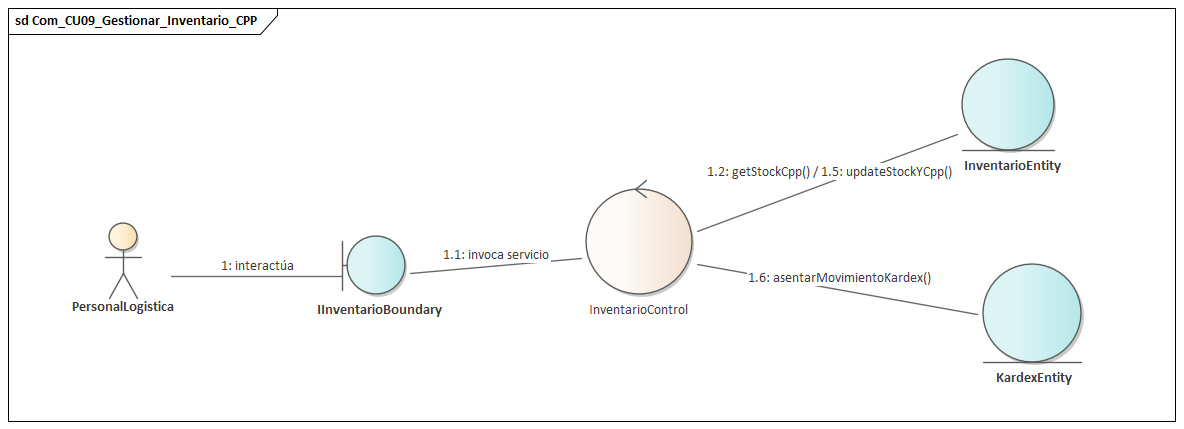 sd Com_CU09_Gestionar_Inventario_CPP
InventarioEntity
1.2: getStockCpp() / 1.5: updateStockYCpp()
1.1: invoca servicio
1: interactúa
1.6: asentarMovimientoKardex()
PersonalLogistica
IInventarioBoundary
InventarioControl
KardexEntity